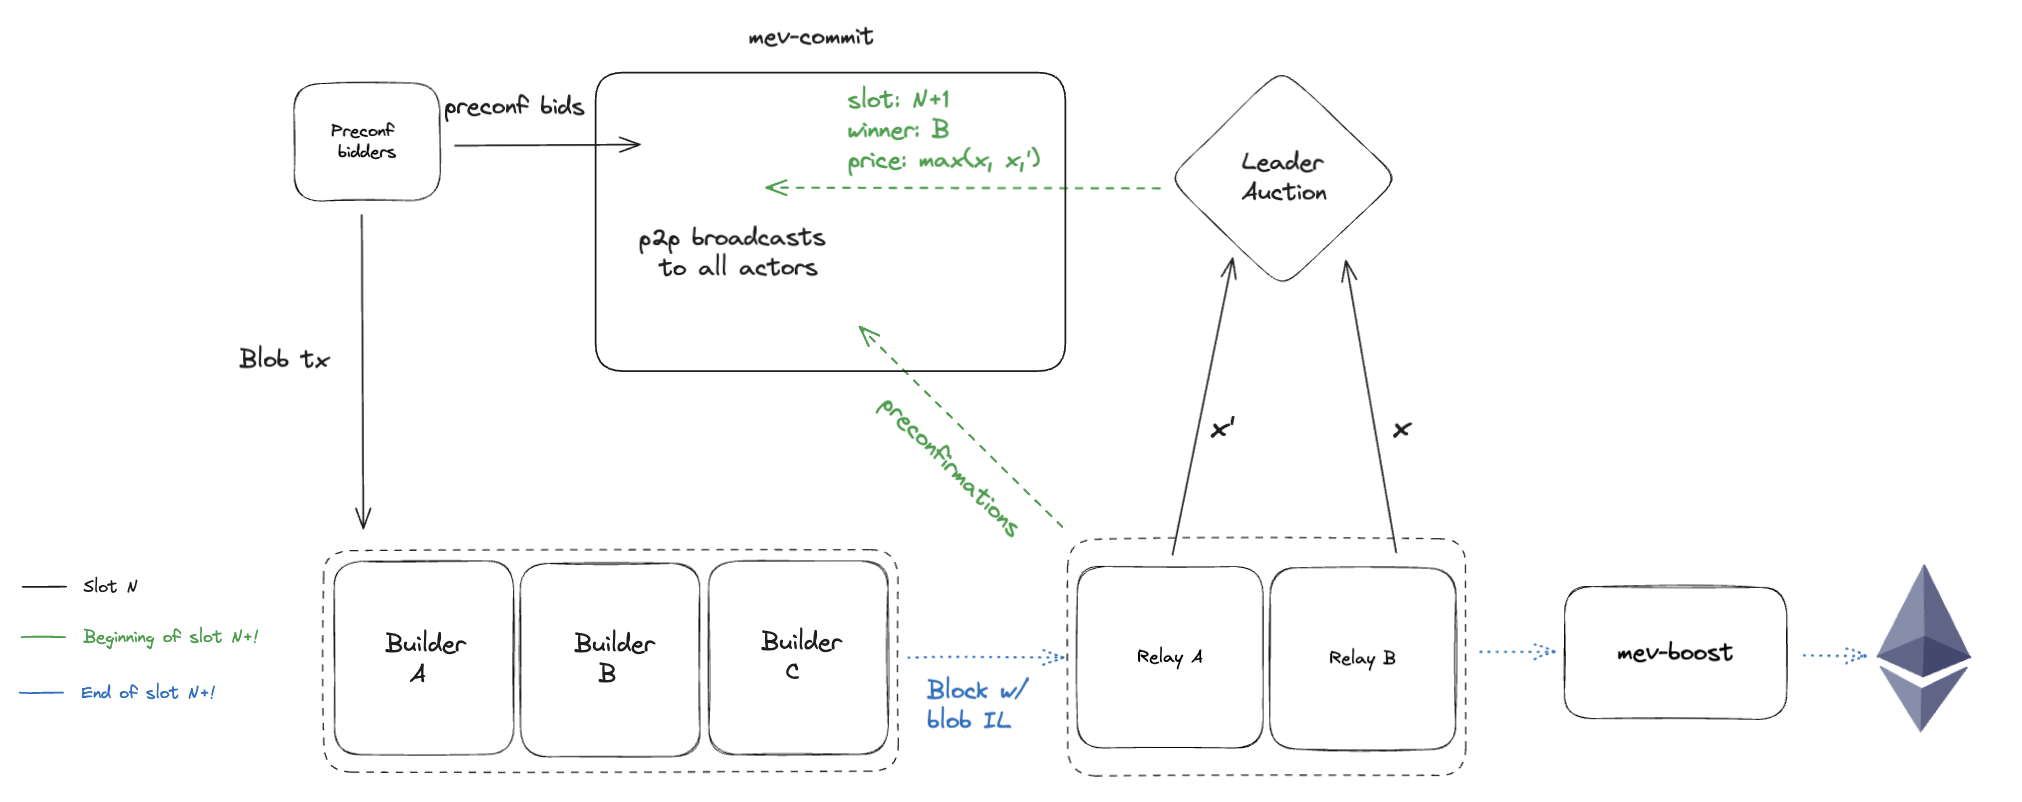 mev-commit
Preconf
bidders
preconf bids
slot: N+1
winner: B
price: max(x, x,')
Leader
Auction
p2p broadcasts
to all actors
Blob tx
preconfirmations
x'
x
Slot N
Beginning of slot N+!
End of slot N+!
Builder
A
Builder
B
Builder
C
Block w/
blob IL
Relay A
Relay B
mev-boost